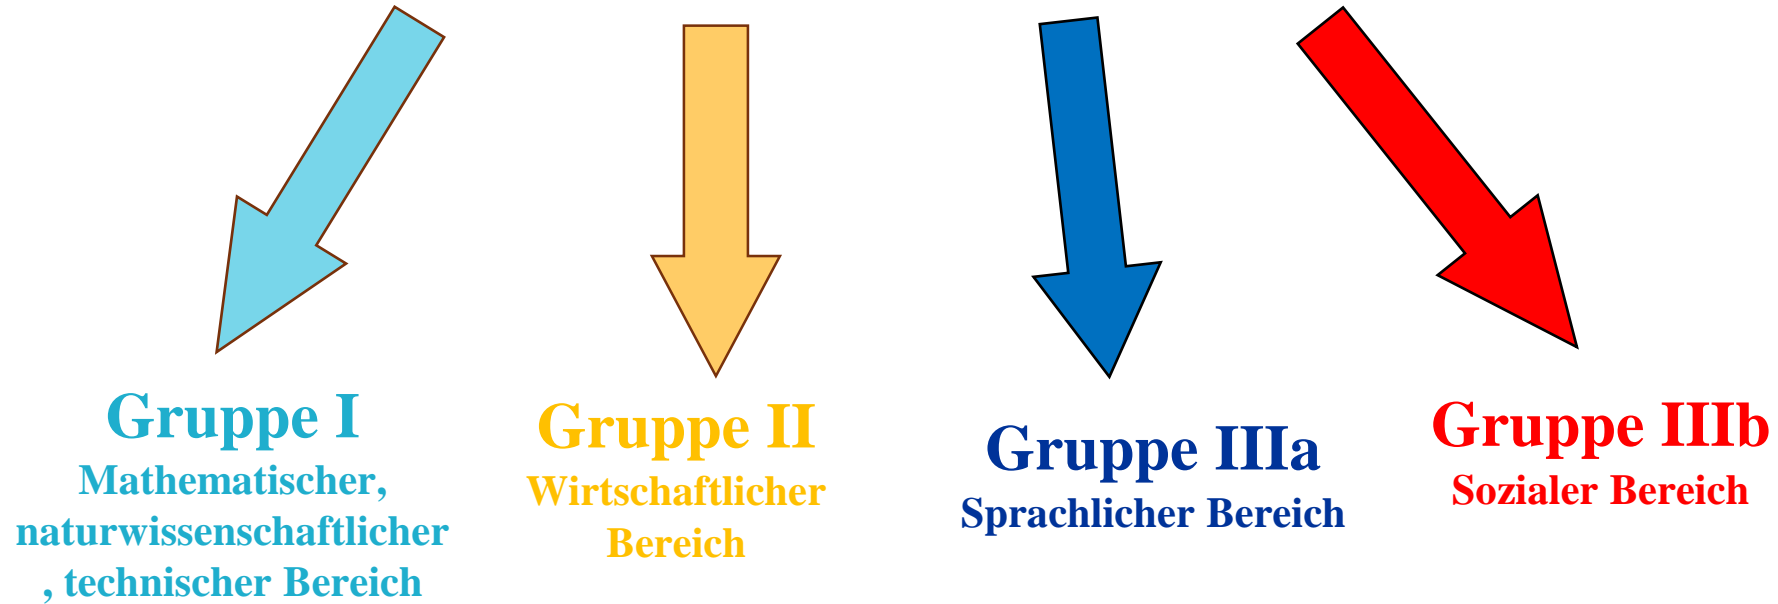 Gruppe I
Mathematischer,
naturwissenschaftlicher
, technischer Bereich
Gruppe II
Wirtschaftlicher
Bereich
Gruppe IIIa
Sprachlicher Bereich
Gruppe IIIb
Sozialer Bereich